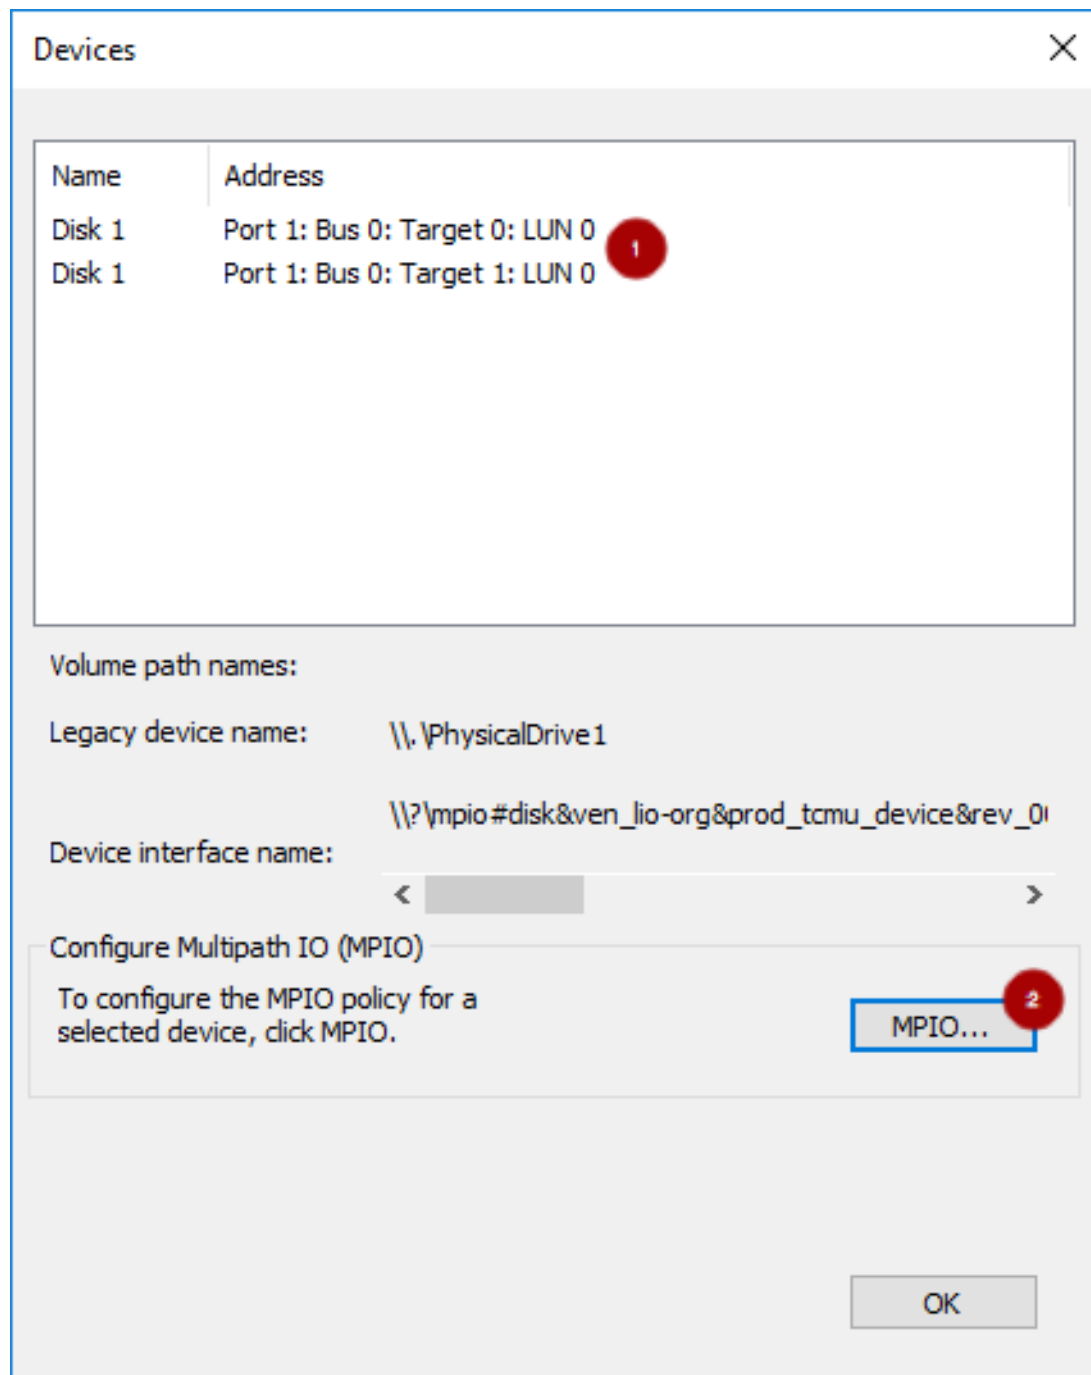 Devices
Name Address
Disk 1 Port 1: Bus 0: Target 0: LUN 0
1
Disk 1 Port 1: Bus 0: Target 1: LUN 0
Volume path names:
Legacy device name: \\.\PhysicalDrive1
\\?\mpio#disk&ven_lio-org&prod_tcmu_device&rev_0
Device interface name:
Configure Multipath IO (MPIO)
To configure the MPIO policy for a
selected device, click MPIO.
2
MPIO...
OK